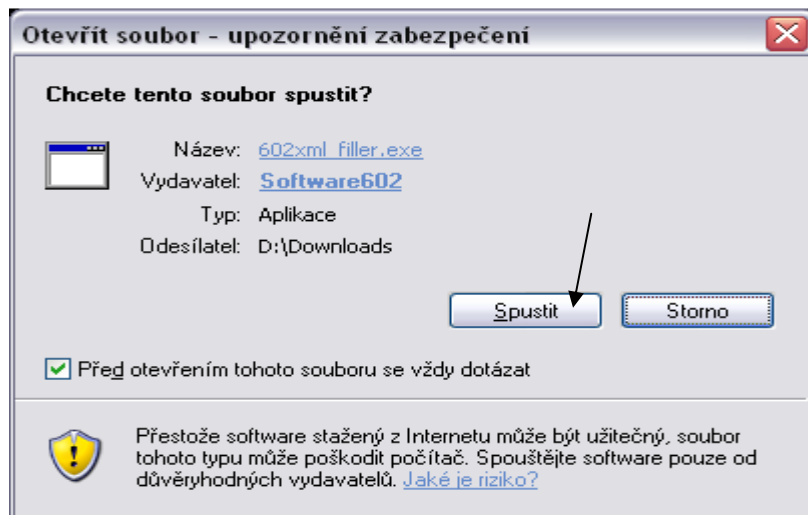 Otevřít soubor - upozornění zabezpečení
Chcete tento soubor spustit?
Název: 602xml_filler.exe
Vydavatel: Software602
Typ: Aplikace
Odesílatel: D:\Downloads
Spustit Storno
Před otevřením tohoto souboru se vždy dotázat
Přestože software stažený z Internetu může být užitečný, soubor
tohoto typu může poškodit počítač. Spouštějte software pouze od
důvěryhodných vydavatelů. Jaké je riziko?